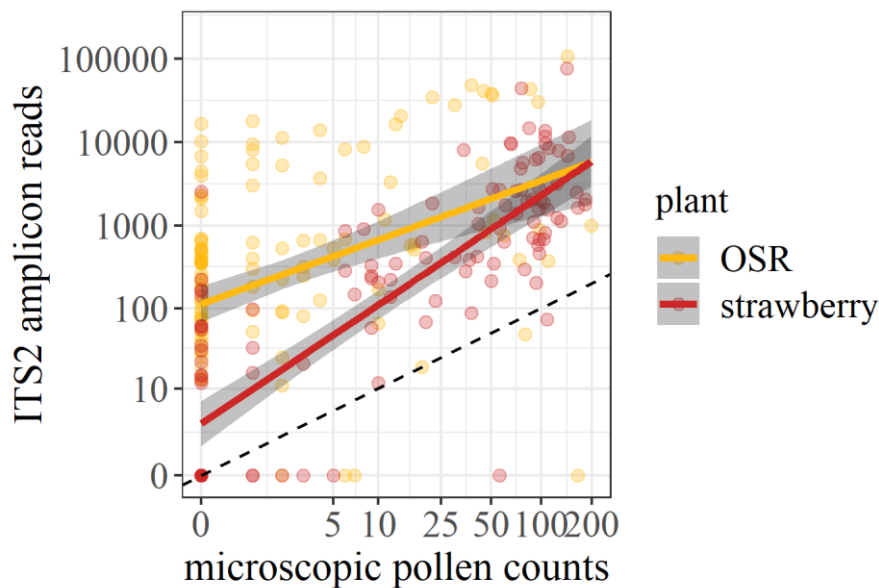 ITS2 amplicon reads
100000
10000
1000
100
10
0
0 5 10 25 50 100 200
microscopic pollen counts
plant
OSR
strawberry